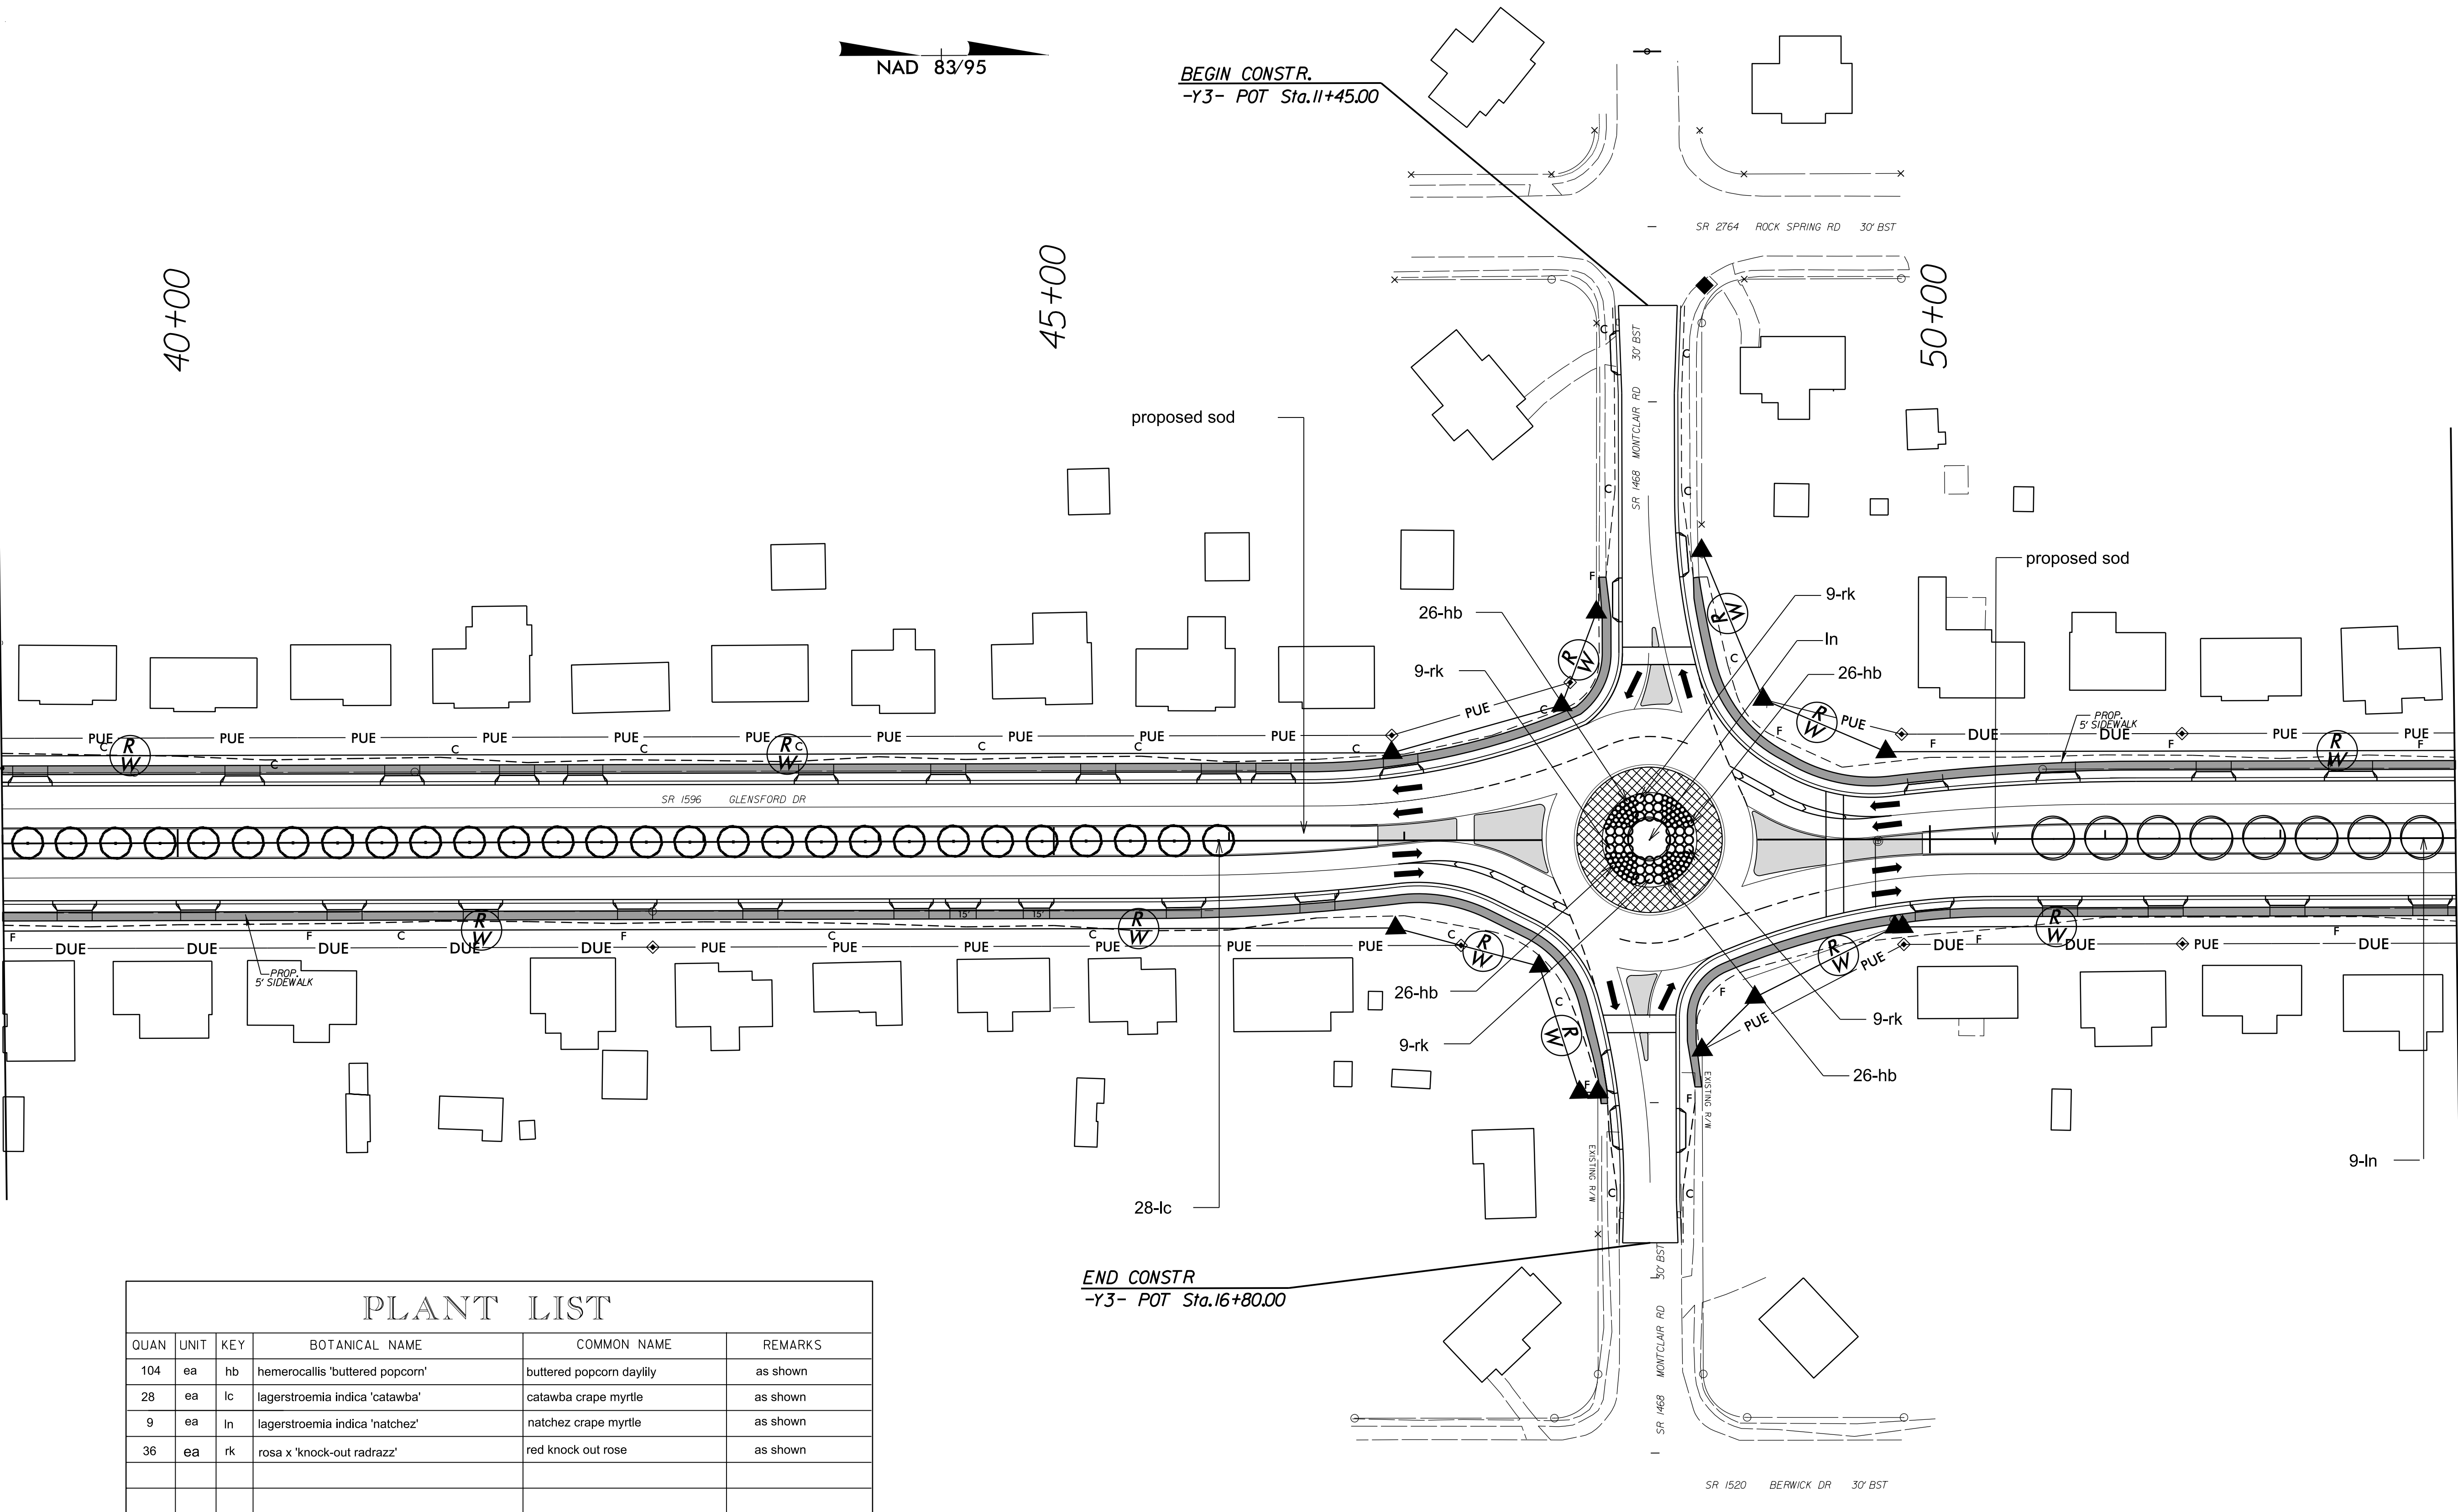 NAD 83/95
BEGIN CONSTR.
-Y3- POT Sta.11+45.00
SR 2764 ROCK SPRING RD 30' BST
40+00
45+00
50+00
SR 1468 MONTCLAIR RD 30' BST
C
C
C
C
proposed sod
proposed sod
26-hb
9-rk
9-rk
ln
26-hb
F
R W
R W
C
PUE
C
R W
PUE
F
PUE
PUE
PUE
PUE
PUE
PUE
PUE
PUE
PUE
PUE
F
DUE
DUE
F
PUE
PUE
F
PROP.
5' SIDEWALK
C
R W
C
C
C
R W
C
C
C
C
R W
SR 1596 GLENSFORD DR
15'
15'
F
F
C
R W
F
C
C
R W
C
R W
DUE
DUE
DUE
DUE
DUE
PUE
PUE
PUE
PUE
PUE
PUE
R W
PUE
DUE
F
DUE
R W
PUE
F
DUE
PROP.
5' SIDEWALK
26-hb
9-rk
C
R W
F
F
PUE
9-rk
26-hb
EXISTING R/W
F
EXISTING R/W
C
C
28-lc
9-ln
END CONSTR
-Y3- POT Sta.16+80.00
SR 1468 MONTCLAIR RD 30' BST
SR 1520 BERWICK DR 30' BST
PLANT LIST
QUAN UNIT KEY BOTANICAL NAME COMMON NAME REMARKS
104 ea hb hemerocallis 'buttered popcorn' buttered popcorn daylily as shown
28 ea lc lagerstroemia indica 'catawba' catawba crape myrtle as shown
9 ea ln lagerstroemia indica 'natchez' natchez crape myrtle as shown
36 ea rk rosa x 'knock-out radrazz' red knock out rose as shown